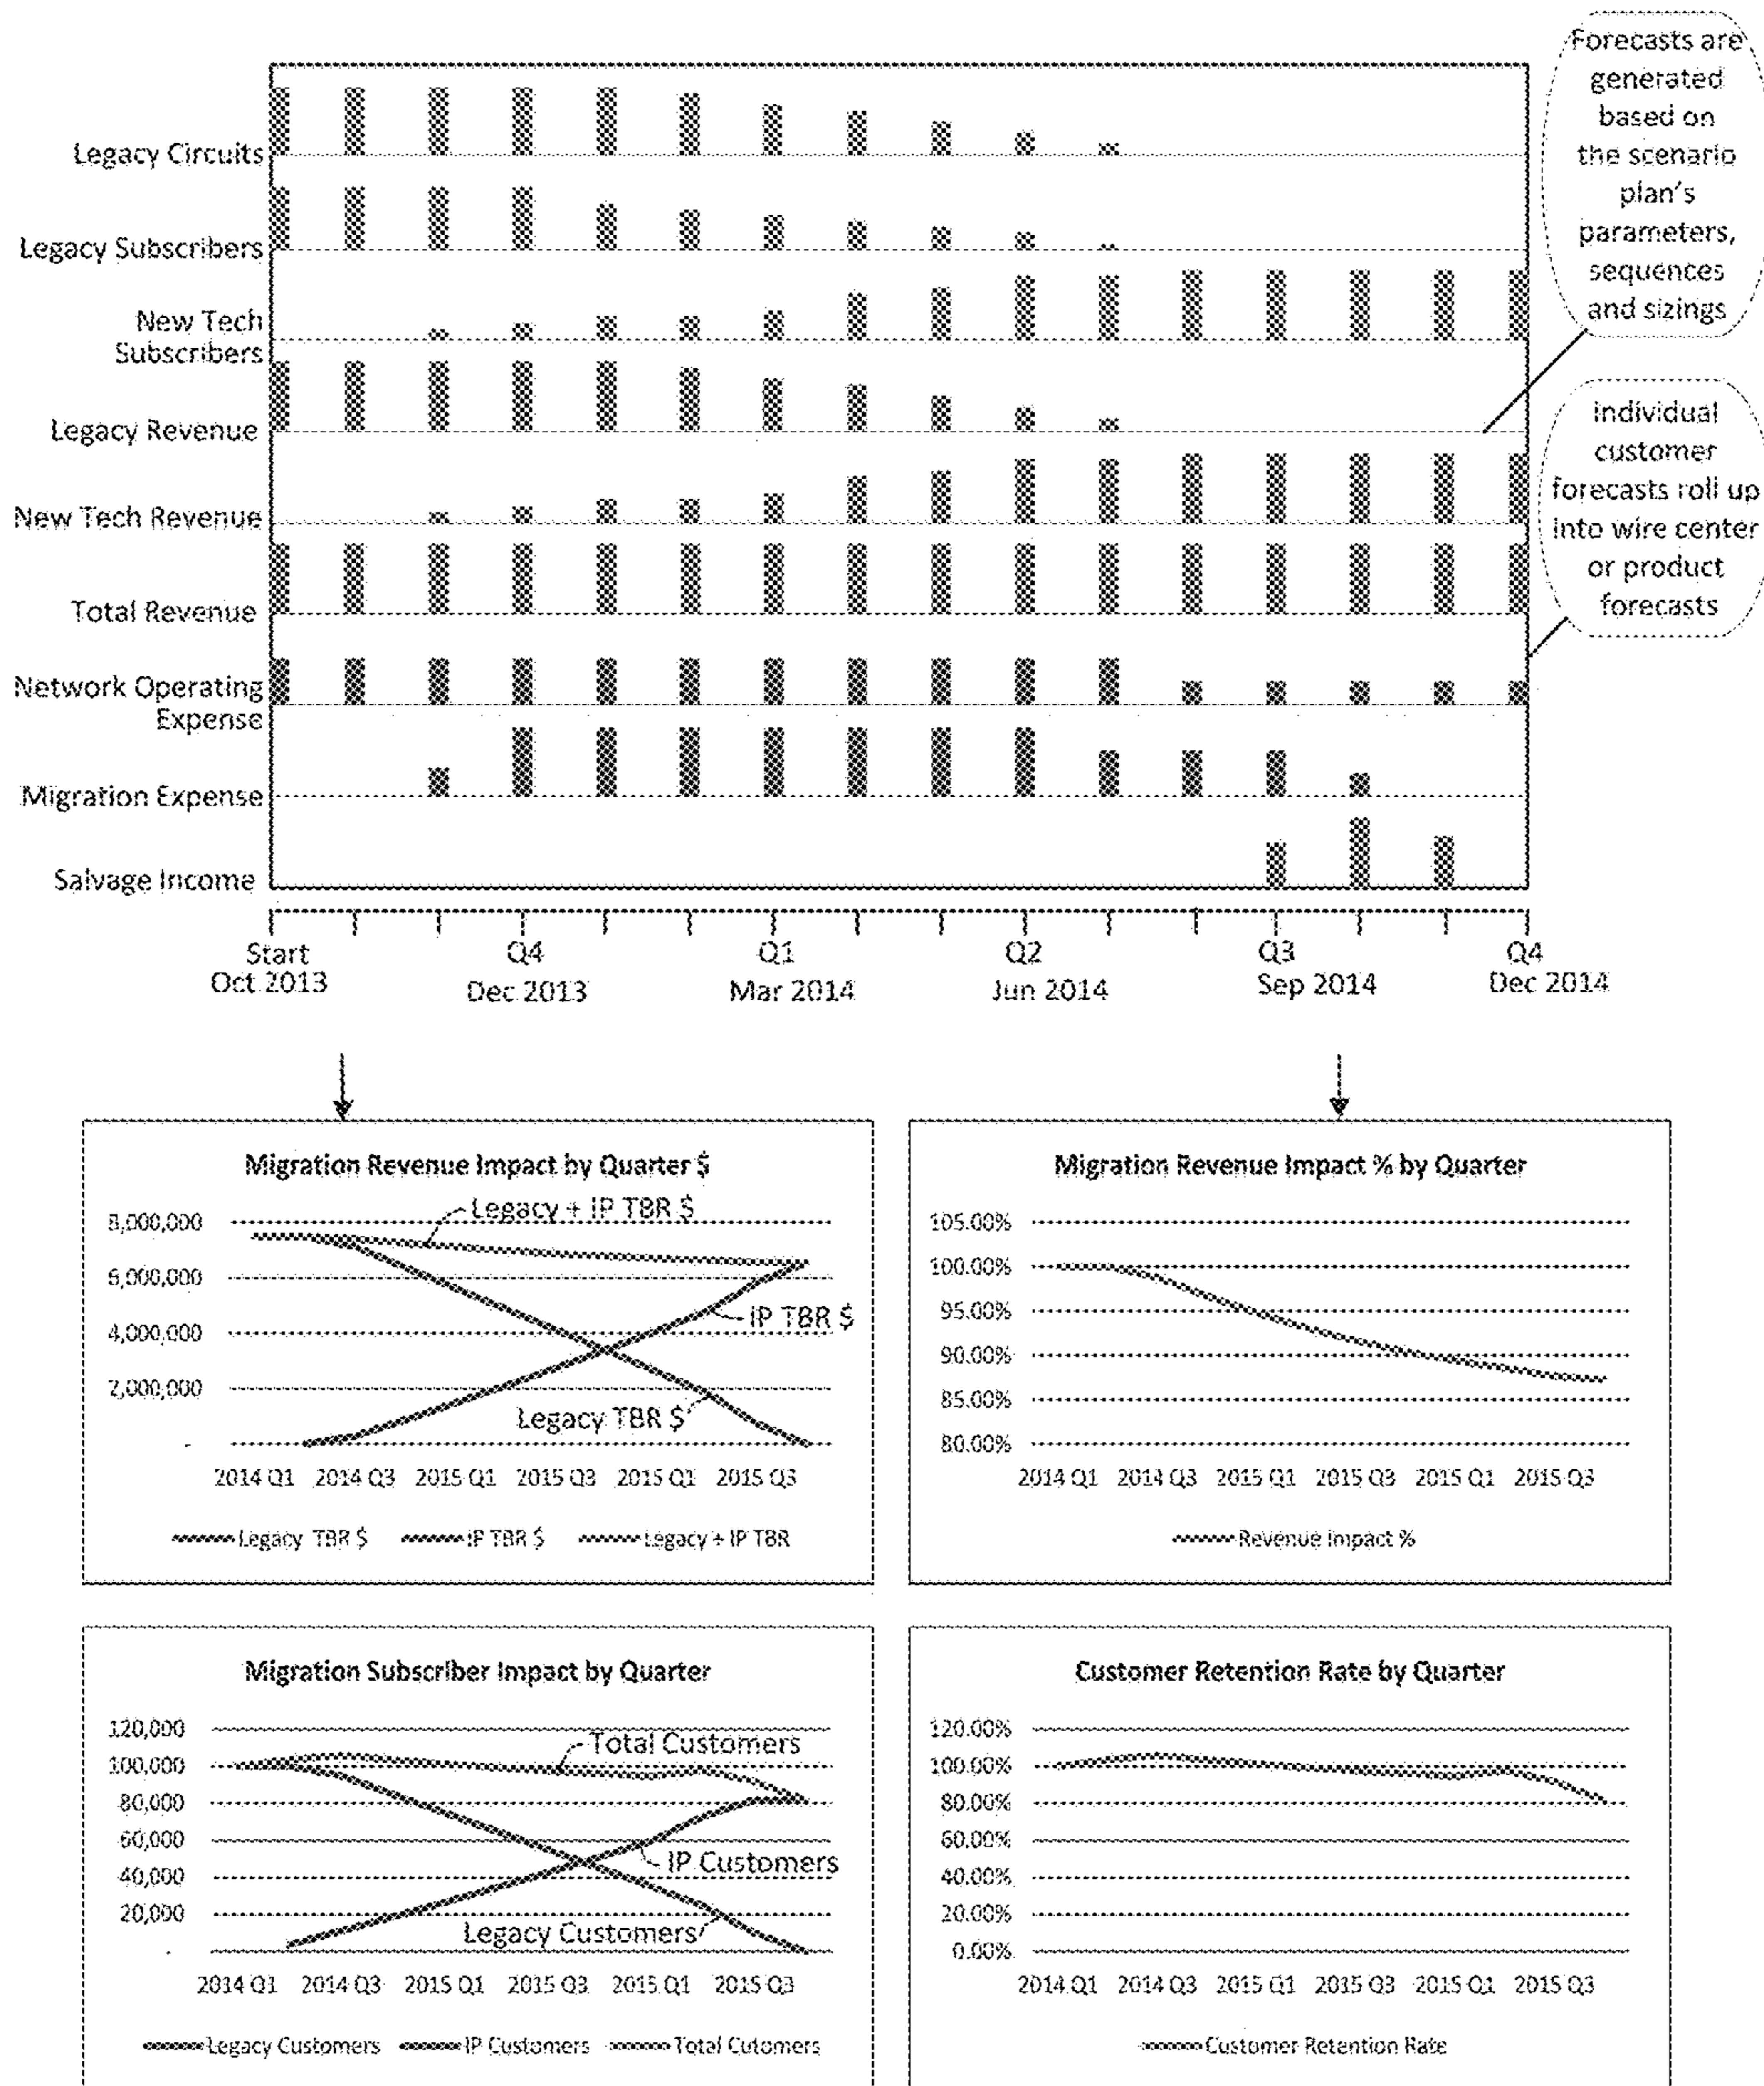 Forecasts are
generated
based on
the scenario
plan's
parameters,
sequences
and sizings
Legacy Circuits
Legacy Subscribers
New Tech
Subscribers
Legacy Revenue
New Tech Revenue
Total Revenue
Network Operating
Expense
Migration Expense
Salvage Income
individual
customer
forecasts roll up
into wire center
or product
forecasts
Start
Oct 2013
Q4
Dec 2013
Q1
Mar 2014
Q2
Jun 2014
Q3
Sep 2014
Q4
Dec 2014
Migration Revenue Impact by Quarter $
8,000,000
6,000,000
4,000,000
2,000,000
-
Legacy + IP TBR $
IP TBR $
Legacy TBR $
2014 Q1 2014 Q3 2015 Q1 2015 Q3 2015 Q1 2015 Q3
Legacy TBR $ IP TBR $ Legacy + IP TBR
Migration Revenue Impact % by Quarter
105.00%
100.00%
95.00%
90.00%
85.00%
80.00%
2014 Q1 2014 Q3 2015 Q1 2015 Q3 2015 Q1 2015 Q3
Revenue Impact %
Migration Subscriber Impact by Quarter
120,000
100,000
80,000
60,000
40,000
20,000
-
Total Customers
IP Customers
Legacy Customers
2014 Q1 2014 Q3 2015 Q1 2015 Q3 2015 Q1 2015 Q3
Legacy Customers IP Customers Total Cutomers
Customer Retention Rate by Quarter
120.00%
100.00%
80.00%
60.00%
40.00%
20.00%
0.00%
2014 Q1 2014 Q3 2015 Q1 2015 Q3 2015 Q1 2015 Q3
Customer Retention Rate